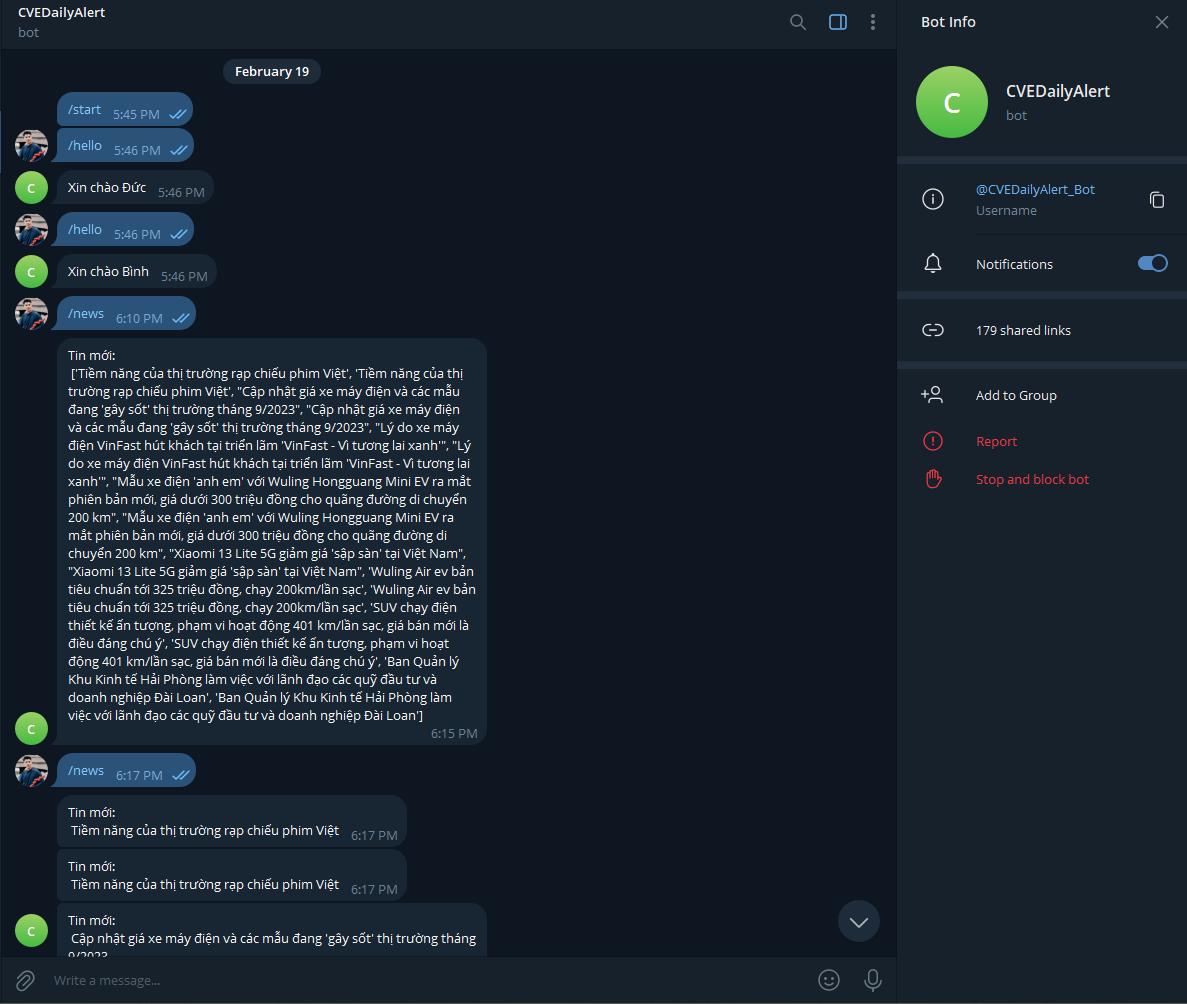 CVEDailyAlert
bot
February 19
/start 5:45 PM
/hello 5:46 PM
Xin chào Đức 5:46 PM
/hello 5:46 PM
C
Xin chào Bình 5:46 PM
C
/news 6:10 PM
Tin mới:
['Tiềm năng của thị trường rạp chiếu phim Việt', 'Tiềm năng của thị
trường rạp chiếu phim Việt', "Cập nhật giá xe máy điện và các mẫu
đang 'gây sốt' thị trường tháng 9/2023", "Cập nhật giá xe máy điện
và các mẫu đang 'gây sốt' thị trường tháng 9/2023", "Lý do xe máy
điện VinFast hút khách tại triển lãm 'VinFast - Vì tương lai xanh'", "Lý
do xe máy điện VinFast hút khách tại triển lãm 'VinFast - Vì tương lai
xanh'", "Mẫu xe điện 'anh em' với Wuling Hongguang Mini EV ra mắt
phiên bản mới, giá dưới 300 triệu đồng cho quãng đường di chuyển
200 km", "Mẫu xe điện 'anh em' với Wuling Hongguang Mini EV ra
mắt phiên bản mới, giá dưới 300 triệu đồng cho quãng đường di
chuyển 200 km", "Xiaomi 13 Lite 5G giảm giá 'sập sàn' tại Việt Nam",
"Xiaomi 13 Lite 5G giảm giá 'sập sàn' tại Việt Nam", 'Wuling Air ev bản
tiêu chuẩn tới 325 triệu đồng, chạy 200km/lần sạc', 'Wuling Air ev bản
tiêu chuẩn tới 325 triệu đồng, chạy 200km/lần sạc', 'SUV chạy điện
thiết kế ấn tượng, phạm vi hoạt động 401 km/lần sạc, giá bán mới là
điều đáng chú ý', 'SUV chạy điện thiết kế ấn tượng, phạm vi hoạt
động 401 km/lần sạc, giá bán mới là điều đáng chú ý', 'Ban Quản lý
Khu Kinh tế Hải Phòng làm việc với lãnh đạo các quỹ đầu tư và
doanh nghiệp Đài Loan', 'Ban Quản lý Khu Kinh tế Hải Phòng làm
việc với lãnh đạo các quỹ đầu tư và doanh nghiệp Đài Loan']
C
6:15 PM
/news 6:17 PM
Tin mới:
Tiềm năng của thị trường rạp chiếu phim Việt 6:17 PM
Tin mới:
Tiềm năng của thị trường rạp chiếu phim Việt 6:17 PM
Tin mới:
C
Cập nhật giá xe máy điện và các mẫu đang 'gây sốt' thị trường tháng
9/2023
Write a message...
Bot Info
C
CVEDailyAlert
bot
@CVEDailyAlert_Bot
Username
Notifications
179 shared links
Add to Group
Report
Stop and block bot